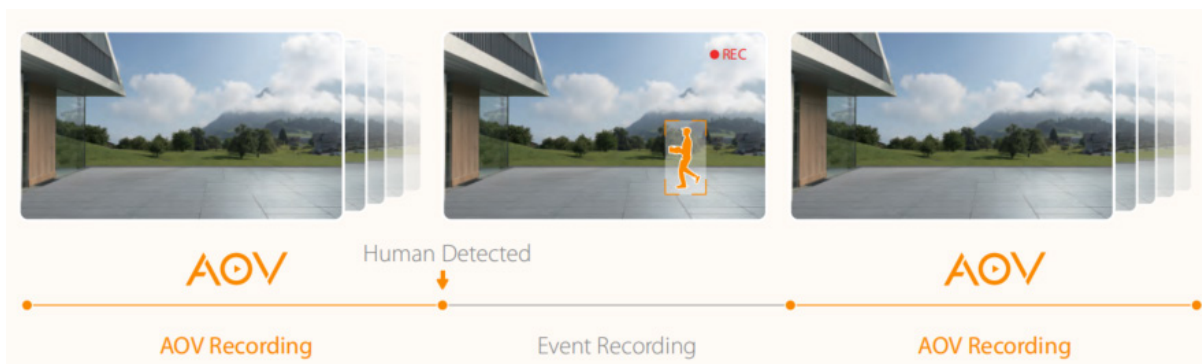 REC
AOV
Human Detected
AOV
AOV Recording
Event Recording
AOV Recording